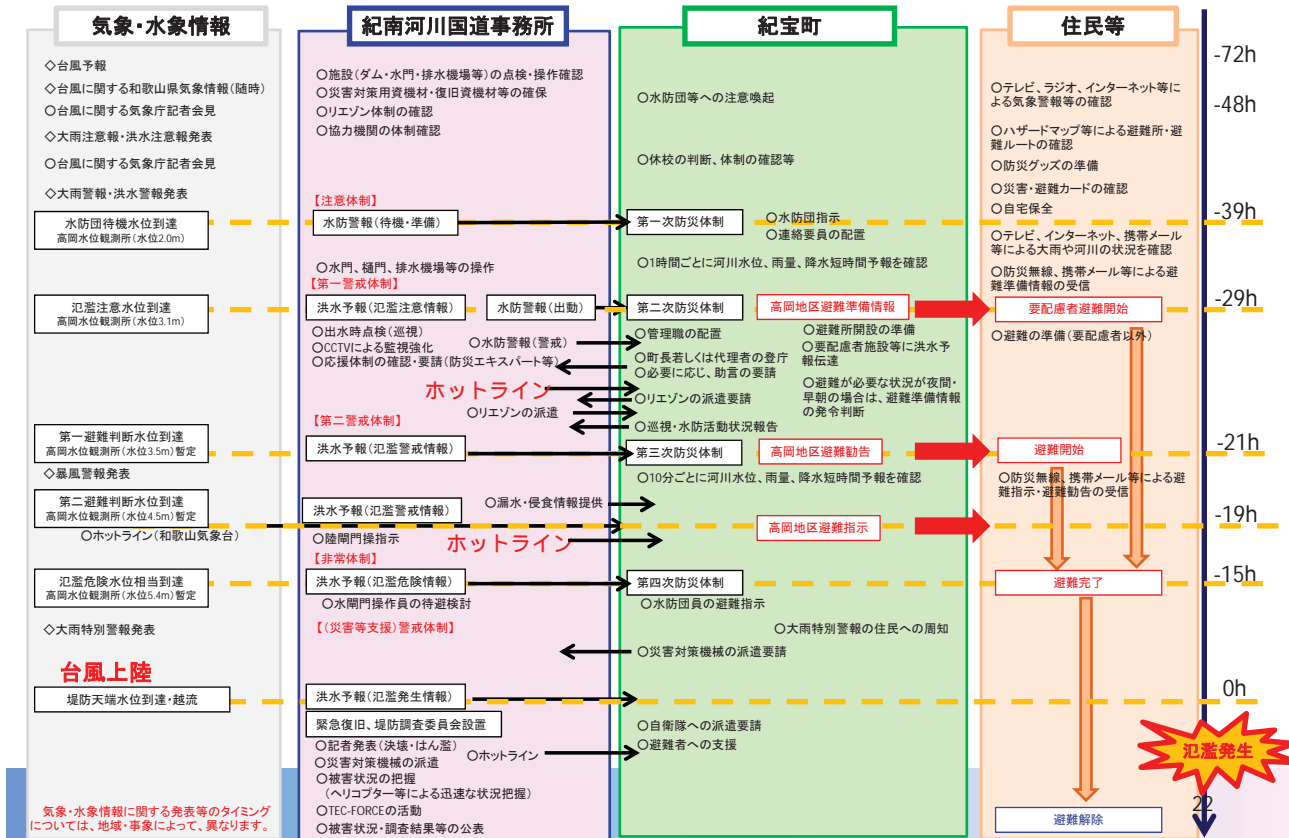 気象・水象情報
◇台風予報
◇台風に関する和歌山県気象情報(随時)
○台風に関する気象庁記者会見
◇大雨注意報・洪水注意報発表
○台風に関する気象庁記者会見
◇大雨警報・洪水警報発表
水防団待機水位到達
高岡水位観測所(水位2.0m)
氾濫注意水位到達
高岡水位観測所(水位3.1m)
第一避難判断水位到達
高岡水位観測所(水位3.5m)暫定
◇暴風警報発表
第二避難判断水位到達
高岡水位観測所(水位4.5m)暫定
○ホットライン(和歌山気象台)
氾濫危険水位相当到達
高岡水位観測所(水位5.4m)暫定
◇大雨特別警報発表
台風上陸
堤防天端水位到達・越流
気象・水象情報に関する発表等のタイミング
については、地域・事象によって、異なります。
紀南河川国道事務所
○施設(ダム・水門・排水機場等)の点検・操作確認
○災害対策用資機材・復旧資機材等の確保
○リエゾン体制の確認
○協力機関の体制確認
【注意体制】
水防警報(待機・準備)
○水門、樋門、排水機場等の操作
【第一警戒体制】
洪水予報(氾濫注意情報)
水防警報(出動)
○出水時点検(巡視)
○CCTVによる監視強化
○水防警報(警戒)
○応援体制の確認・要請(防災エキスパート等)
ホットライン
○リエゾンの派遣
【第二警戒体制】
洪水予報(氾濫警戒情報)
○漏水・侵食情報提供
洪水予報(氾濫警戒情報)
○陸閘門操指示
ホットライン
【非常体制】
洪水予報(氾濫危険情報)
○水閘門操作員の待避検討
【(災害等支援)警戒体制】
洪水予報(氾濫発生情報)
緊急復旧、堤防調査委員会設置
○記者発表(決壊・はん濫)
○ホットライン
○災害対策機械の派遣
○被害状況の把握
(ヘリコプター等による迅速な状況把握)
○TEC-FORCEの活動
○被害状況・調査結果等の公表
紀宝町
○水防団等への注意喚起
○休校の判断、体制の確認等
第一次防災体制
○水防団指示
○連絡要員の配置
○1時間ごとに河川水位、雨量、降水短時間予報を確認
第二次防災体制
高岡地区避難準備情報
○管理職の配置
○町長若しくは代理者の登庁
○必要に応じ、助言の要請
○リエゾンの派遣要請
○巡視・水防活動状況報告
○避難所開設の準備
○要配慮者施設等に洪水予
報伝達
○避難が必要な状況が夜間・
早朝の場合は、避難準備情報
の発令判断
第三次防災体制
高岡地区避難勧告
○10分ごとに河川水位、雨量、降水短時間予報を確認
高岡地区避難指示
第四次防災体制
○水防団員の避難指示
○大雨特別警報の住民への周知
○災害対策機械の派遣要請
○自衛隊への派遣要請
○避難者への支援
住民等
○テレビ、ラジオ、インターネット等に
よる気象警報等の確認
○ハザードマップ等による避難所・避
難ルートの確認
○防災グッズの準備
○災害・避難カードの確認
○自宅保全
○テレビ、インターネット、携帯メール
等による大雨や河川の状況を確認
○防災無線、携帯メール等による避
難準備情報の受信
要配慮者避難開始
○避難の準備(要配慮者以外)
避難開始
○防災無線、携帯メール等による避
難指示・避難勧告の受信
避難完了
避難解除
-72h
-48h
-39h
-29h
-21h
-19h
-15h
0h
氾濫発生
22